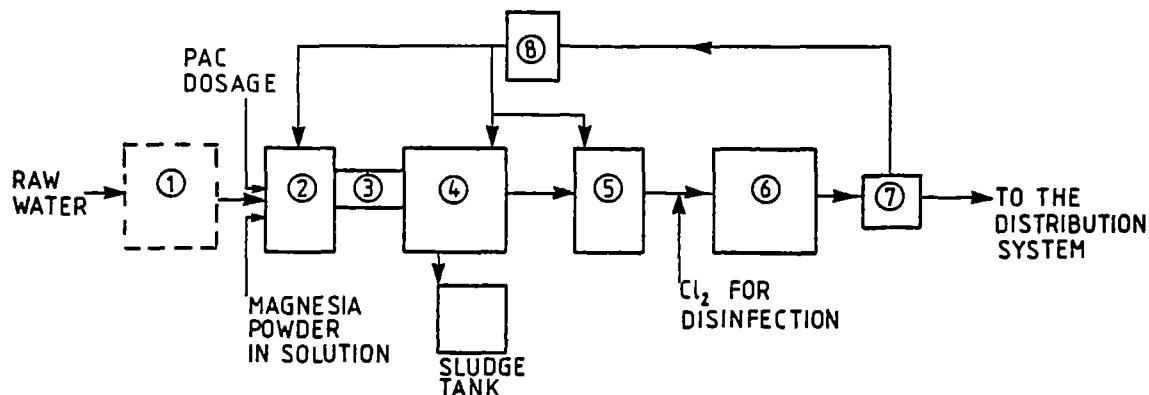 ⑧
PAC
DOSAGE
RAW
WATER
①
②
③
④
⑤
⑥
⑦
TO THE
DISTRIBUTION
SYSTEM
MAGNESIA
POWDER
IN SOLUTION
SLUDGE
TANK
Cl₂ FOR
DISINFECTION